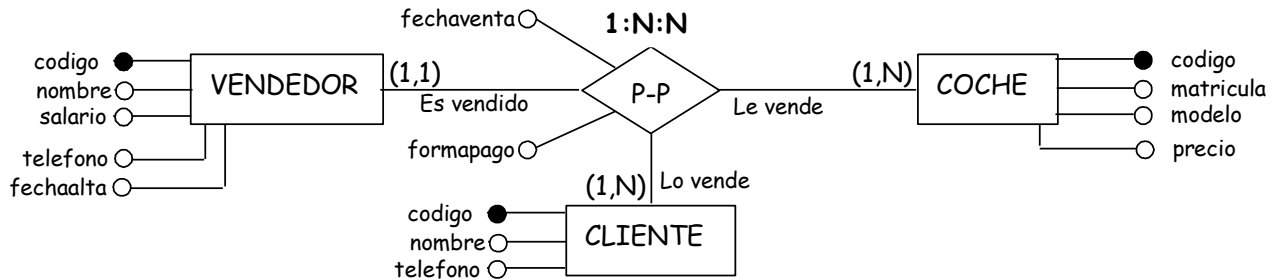 fechaventa
1:N:N
codigo
nombre
salario
telefono
fechaalta
VENDEDOR
(1,1)
Es vendido
P-P
formapago
Le vende
(1,N)
COCHE
codigo
matricula
modelo
precio
(1,N)
Lo vende
codigo
nombre
telefono
CLIENTE